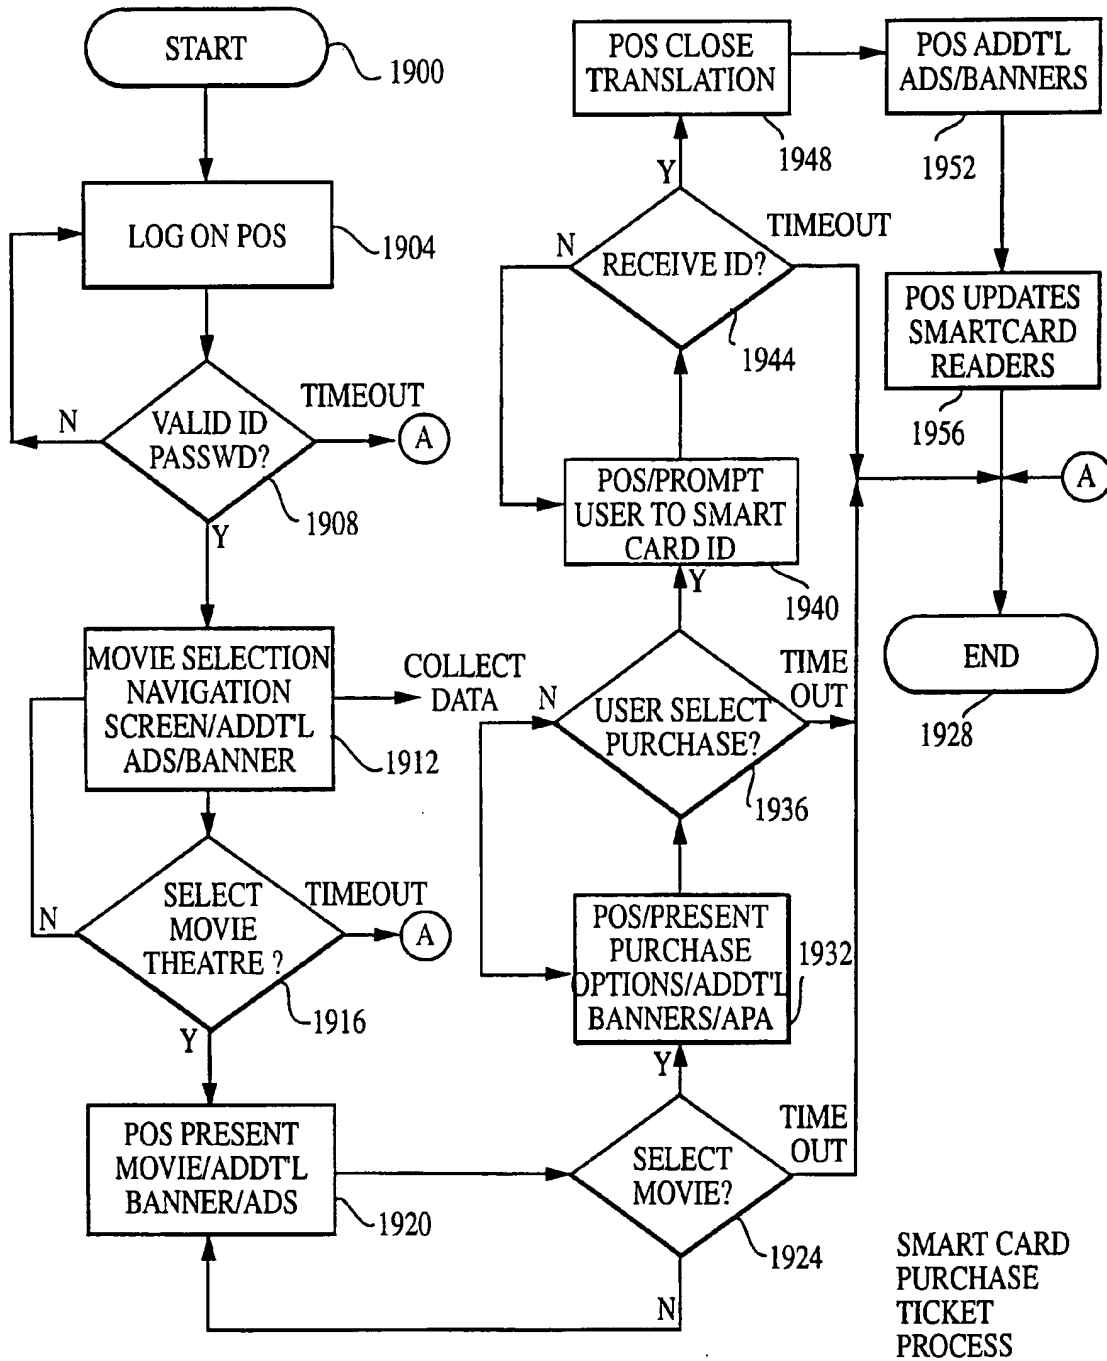 START
1900
LOG ON POS
1904
N
VALID ID
PASSWD?
TIMEOUT
A
1908
Y
MOVIE SELECTION
NAVIGATION
SCREEN/ADDT'L
ADS/BANNER
COLLECT
DATA
1912
N
SELECT
MOVIE
THEATRE ?
TIMEOUT
A
1916
Y
POS PRESENT
MOVIE/ADDT'L
BANNER/ADS
1920
SELECT
MOVIE?
TIME
OUT
1924
N
Y
POS/PRESENT
PURCHASE
OPTIONS/ADDT'L
BANNERS/APA
1932
N
USER SELECT
PURCHASE?
TIME
OUT
1936
Y
POS/PROMPT
USER TO SMART
CARD ID
1940
N
RECEIVE ID?
TIMEOUT
1944
Y
POS CLOSE
TRANSLATION
1948
POS ADDT'L
ADS/BANNERS
1952
POS UPDATES
SMARTCARD
READERS
1956
A
END
1928
SMART CARD
PURCHASE
TICKET
PROCESS